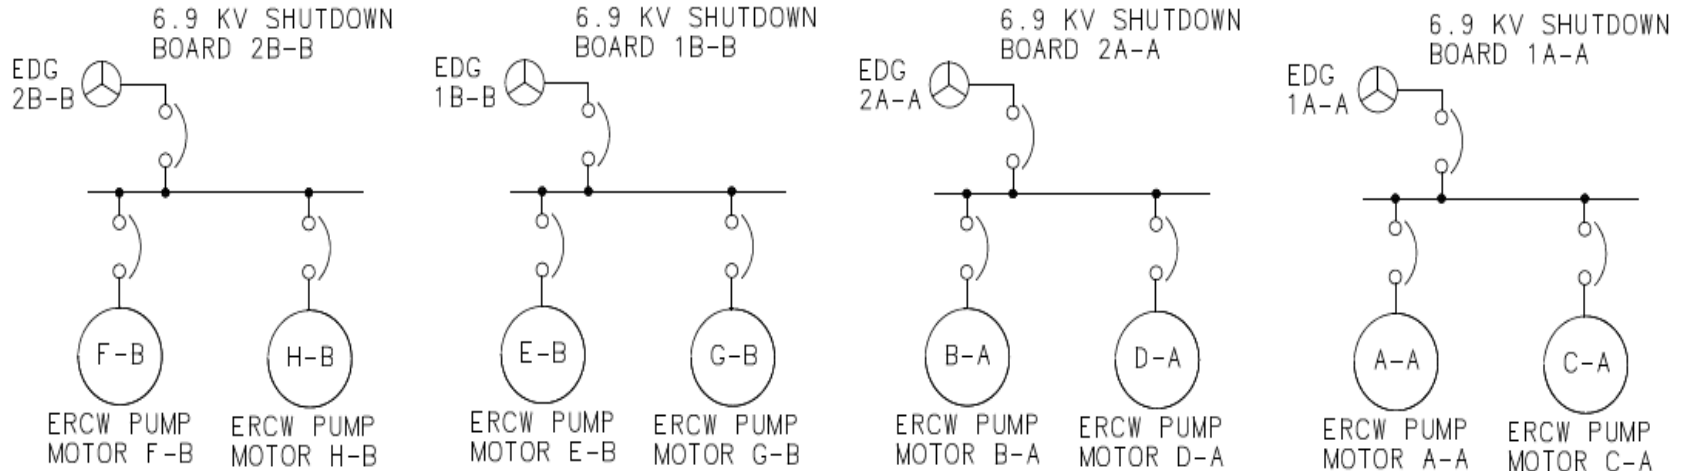 6.9 KV SHUTDOWN
BOARD 2B-B
EDG
2B-B
F-B
H-B
ERCW PUMP
MOTOR F-B
ERCW PUMP
MOTOR H-B
6.9 KV SHUTDOWN
BOARD 1B-B
EDG
1B-B
E-B
G-B
ERCW PUMP
MOTOR E-B
ERCW PUMP
MOTOR G-B
6.9 KV SHUTDOWN
BOARD 2A-A
EDG
2A-A
B-A
D-A
ERCW PUMP
MOTOR B-A
ERCW PUMP
MOTOR D-A
6.9 KV SHUTDOWN
BOARD 1A-A
EDG
1A-A
A-A
C-A
ERCW PUMP
MOTOR A-A
ERCW PUMP
MOTOR C-A